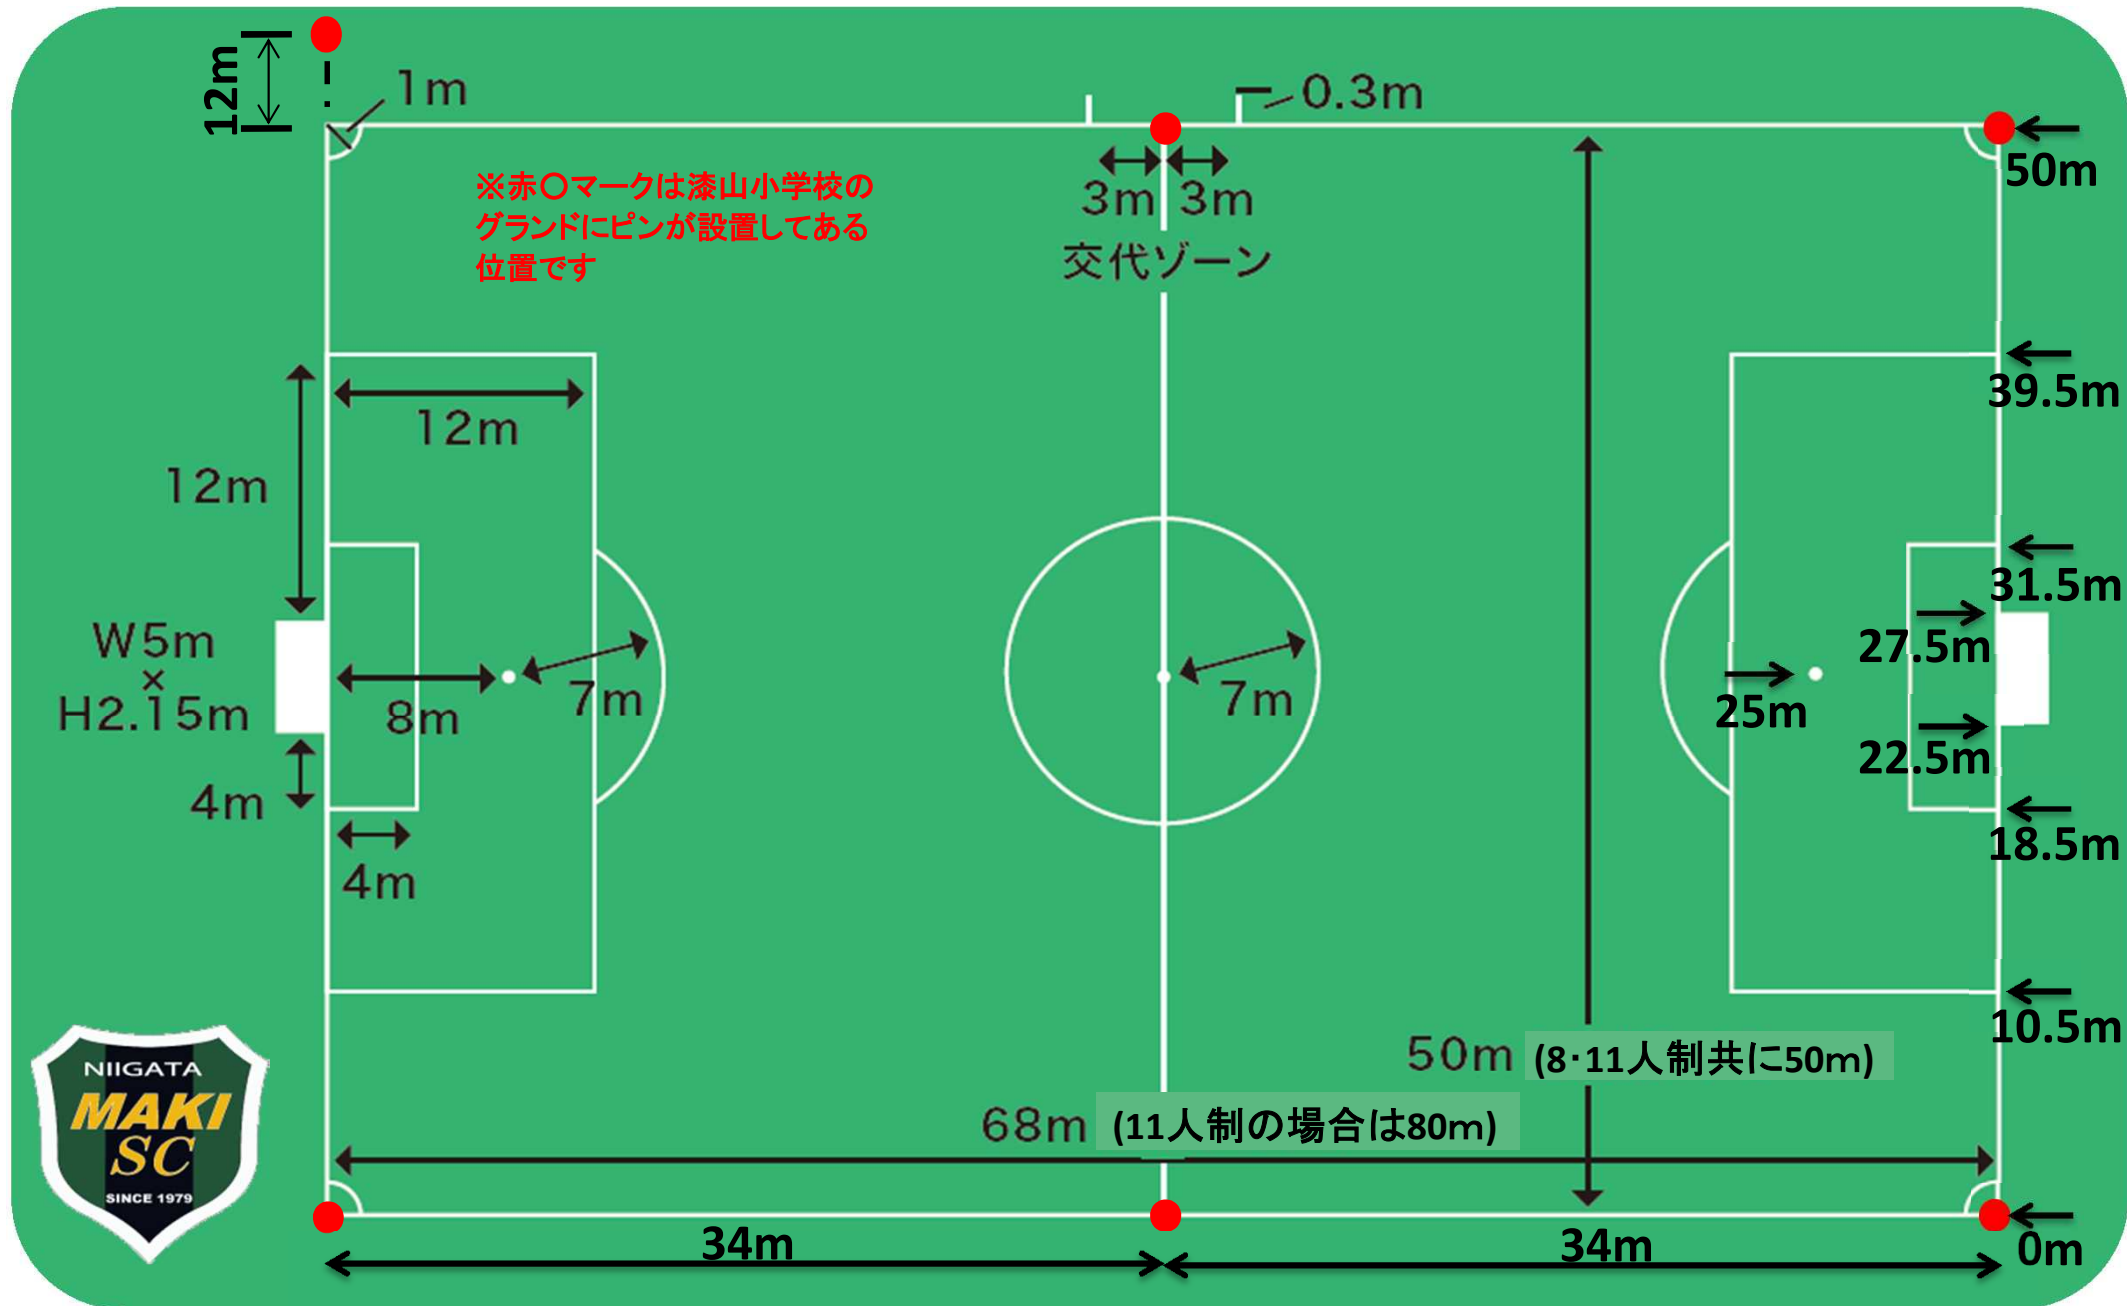 12m
1m
0.3m
50m
3m 3m
交代ゾーン
※赤〇マークは漆山小学校の
グランドにピンが設置してある
位置です
39.5m
12m
12m
31.5m
27.5m
W5m
×
H2.15m
8m
7m
7m
25m
22.5m
4m
18.5m
4m
10.5m
50m (8・11人制共に50m)
68m (11人制の場合は80m)
NIIGATA
MAKI
SC
SINCE 1979
34m
34m
0m